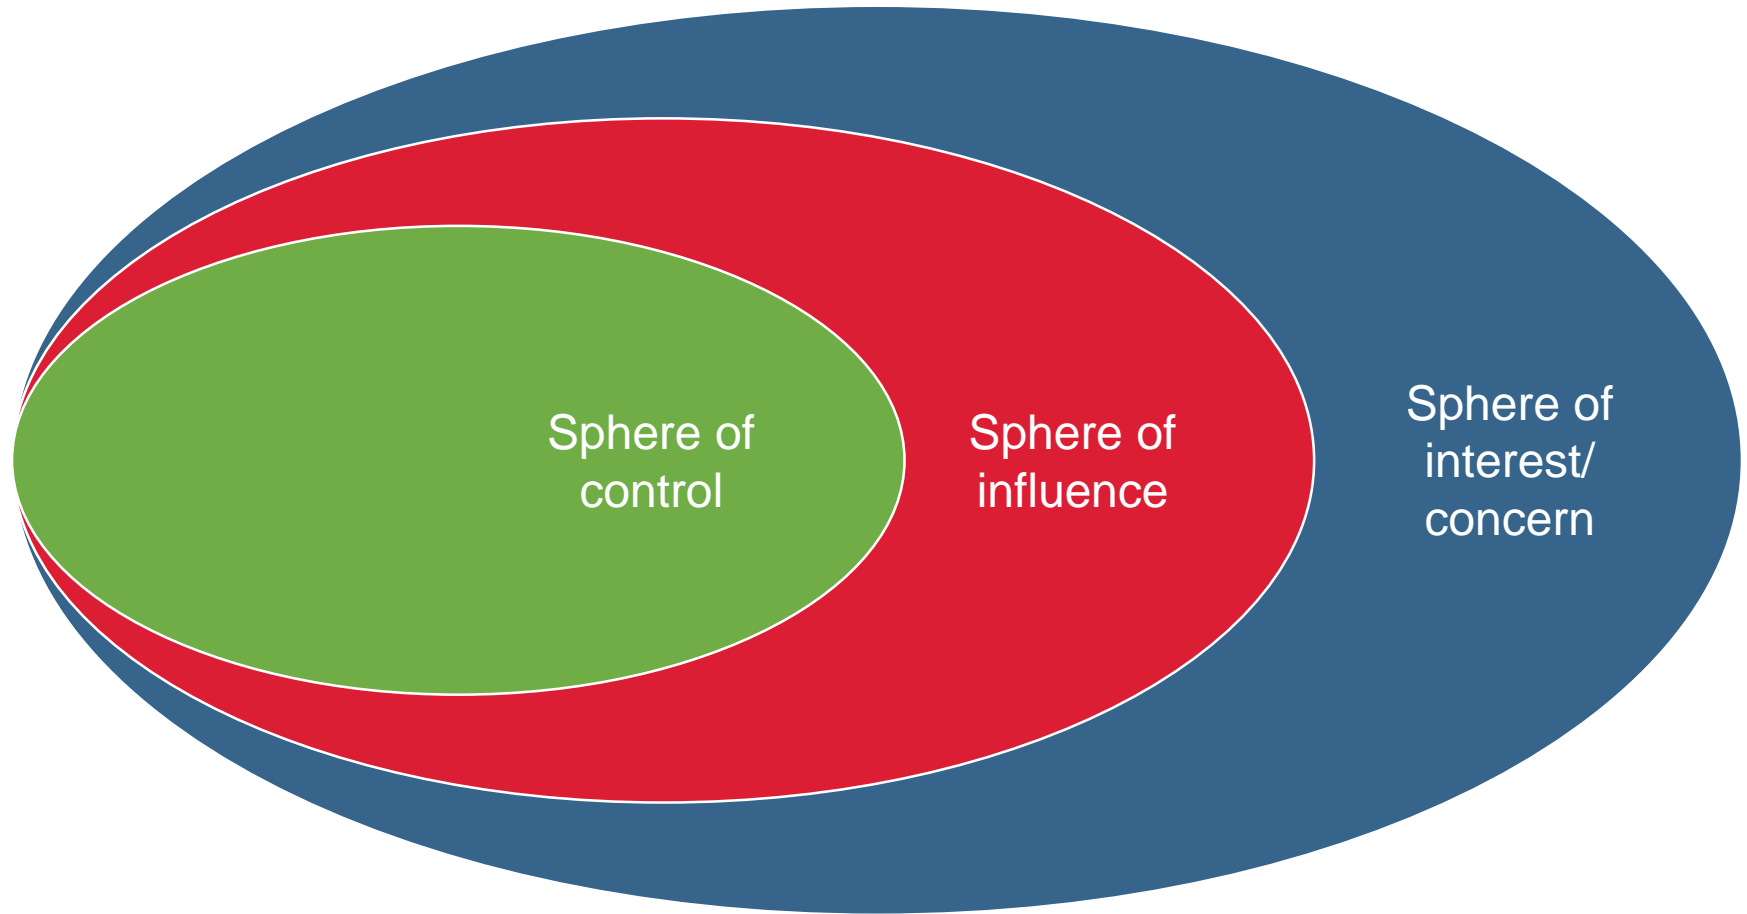 Sphere of
control
Sphere of
influence
Sphere of
interest/
concern